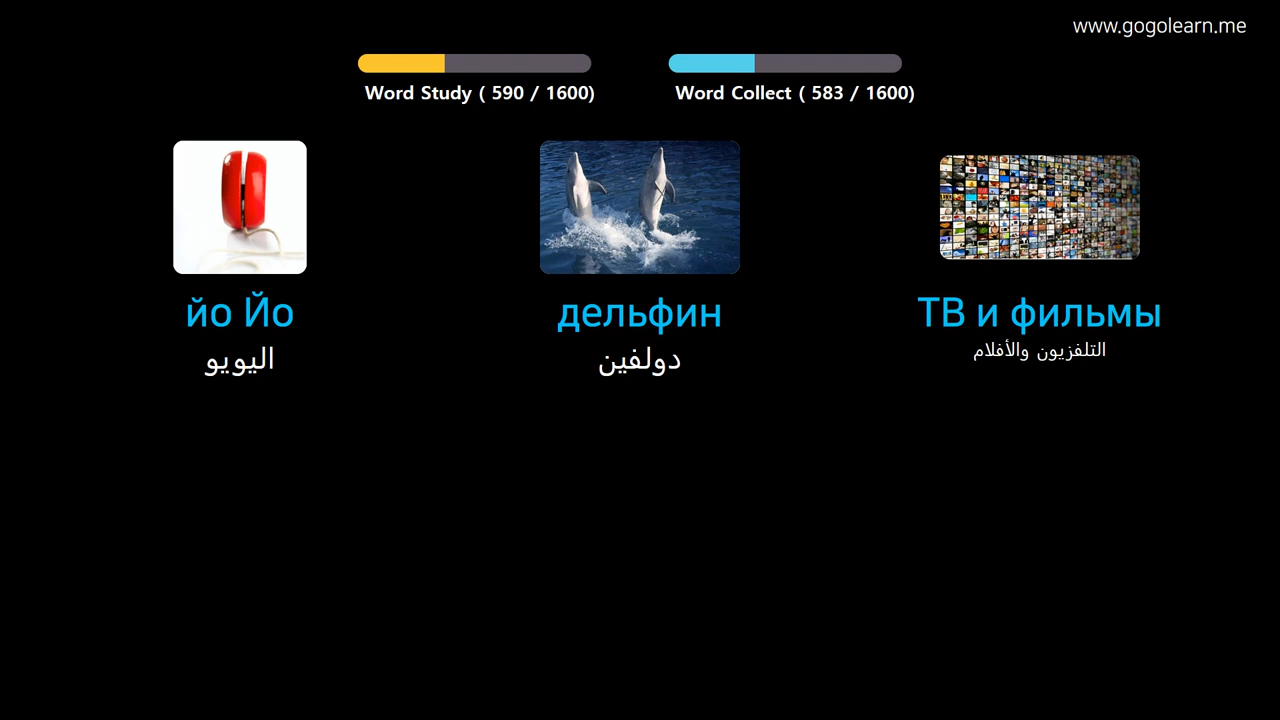 www.gogolearn.me
Word Study ( 590 / 1600)
Word Collect ( 583 / 1600)
йо Йо
اليويو
дельфин
دولفين
ТВ и фильмы
التلفزيون والأفلام